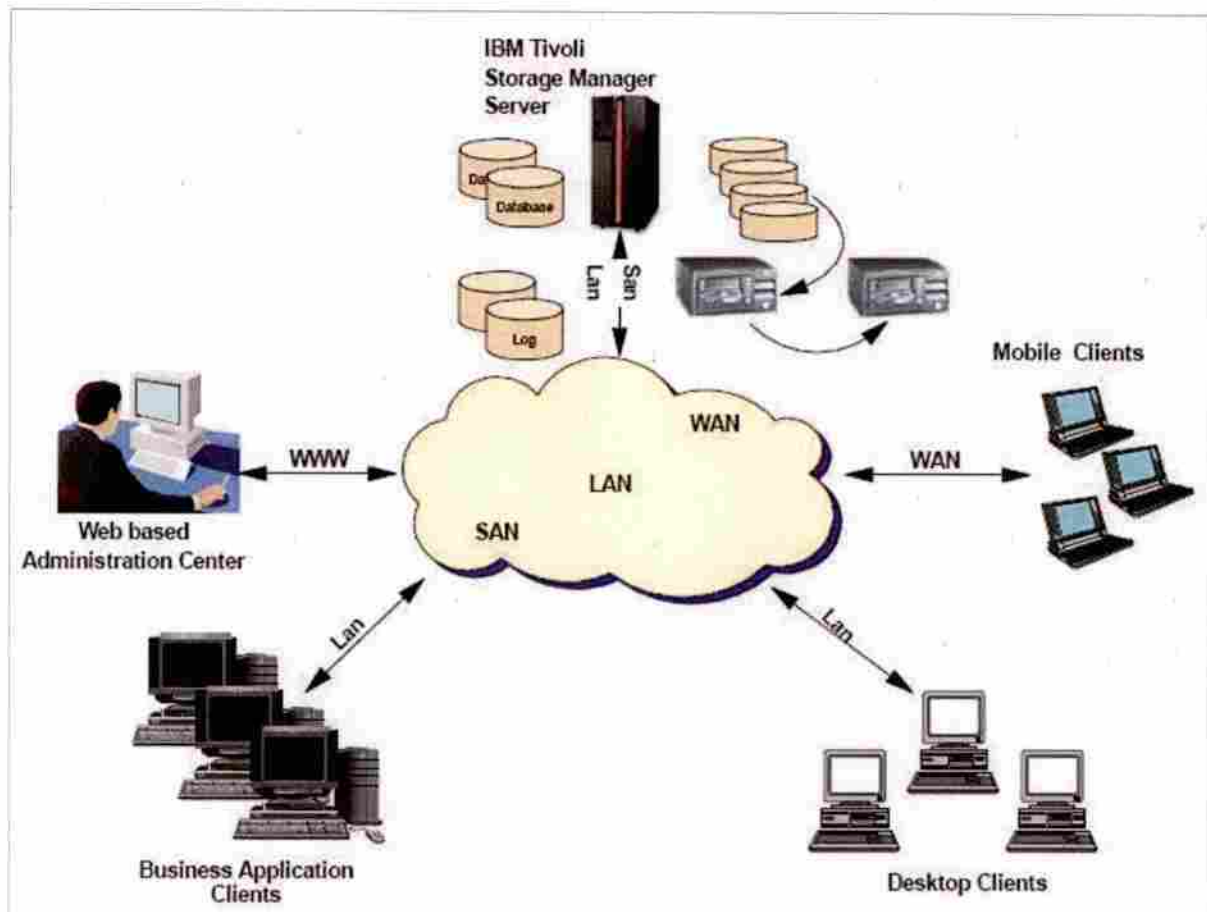 IBM Tivoli
Storage Manager
Server
Database
Lan
San
Log
Mobile Clients
WAN
LAN
SAN
WWW
WAN
Web based
Administration Center
Lan
Lan
Business Application
Clients
Desktop Clients